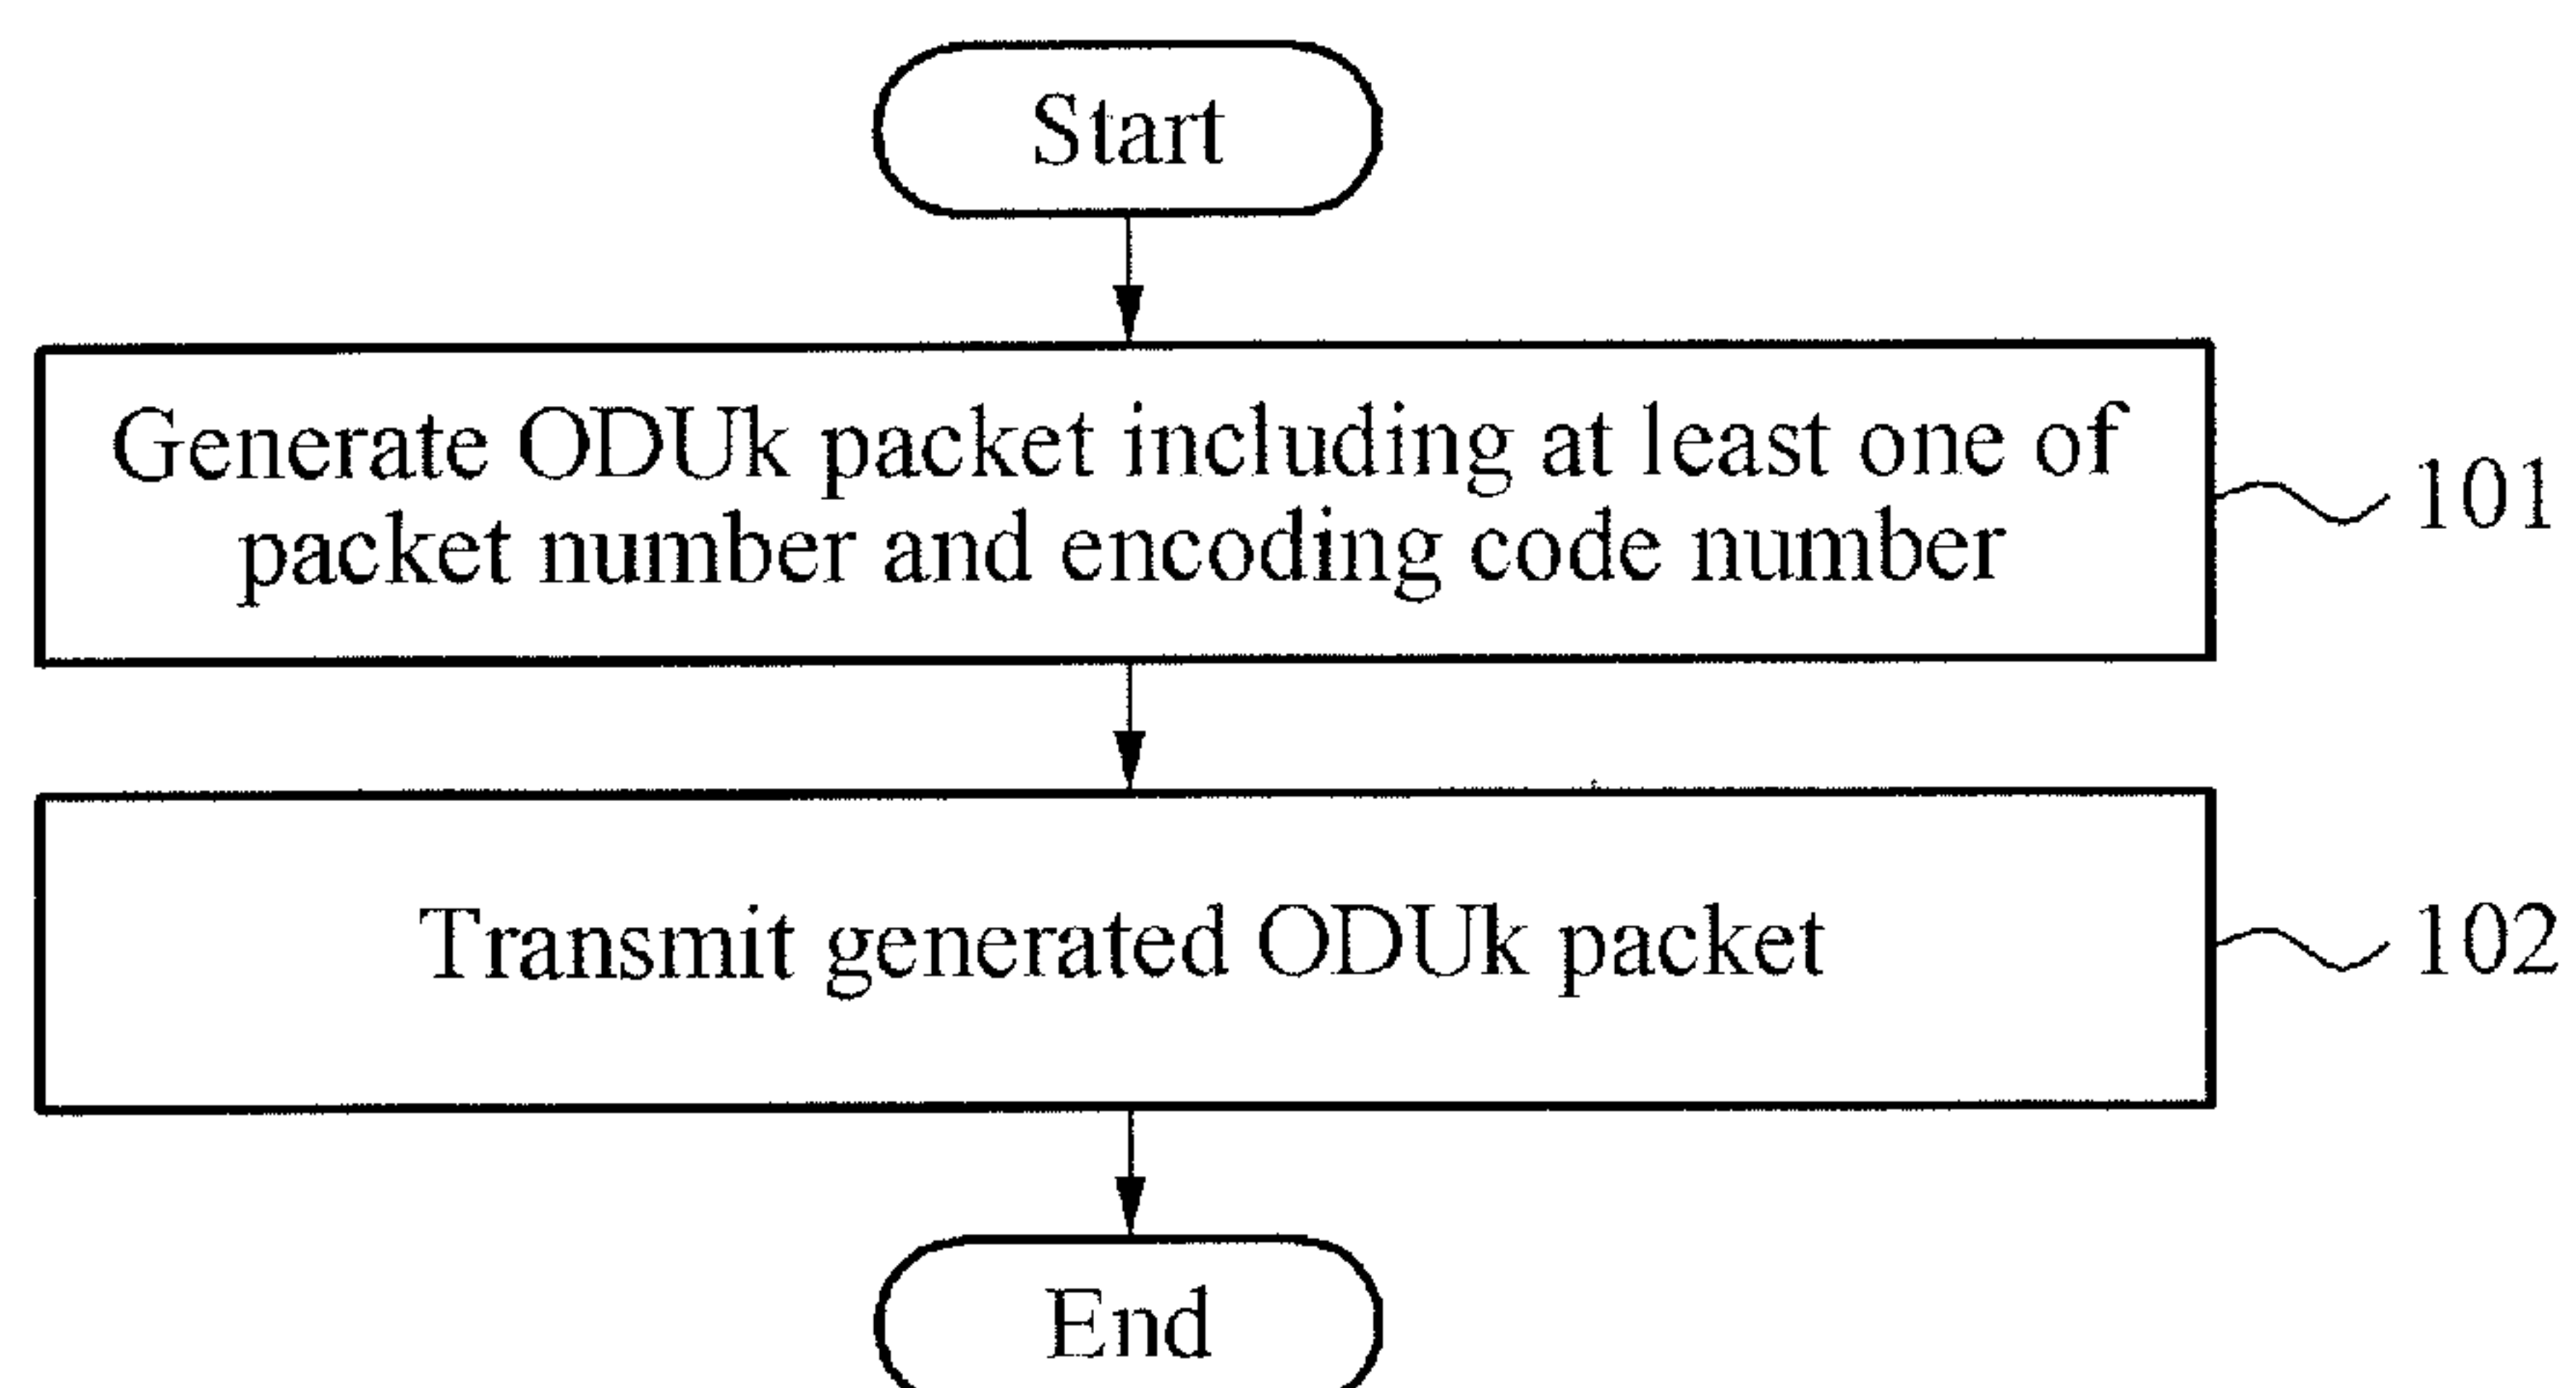 Start
Generate ODUk packet including at least one of
packet number and encoding code number
101
Transmit generated ODUk packet
102
End